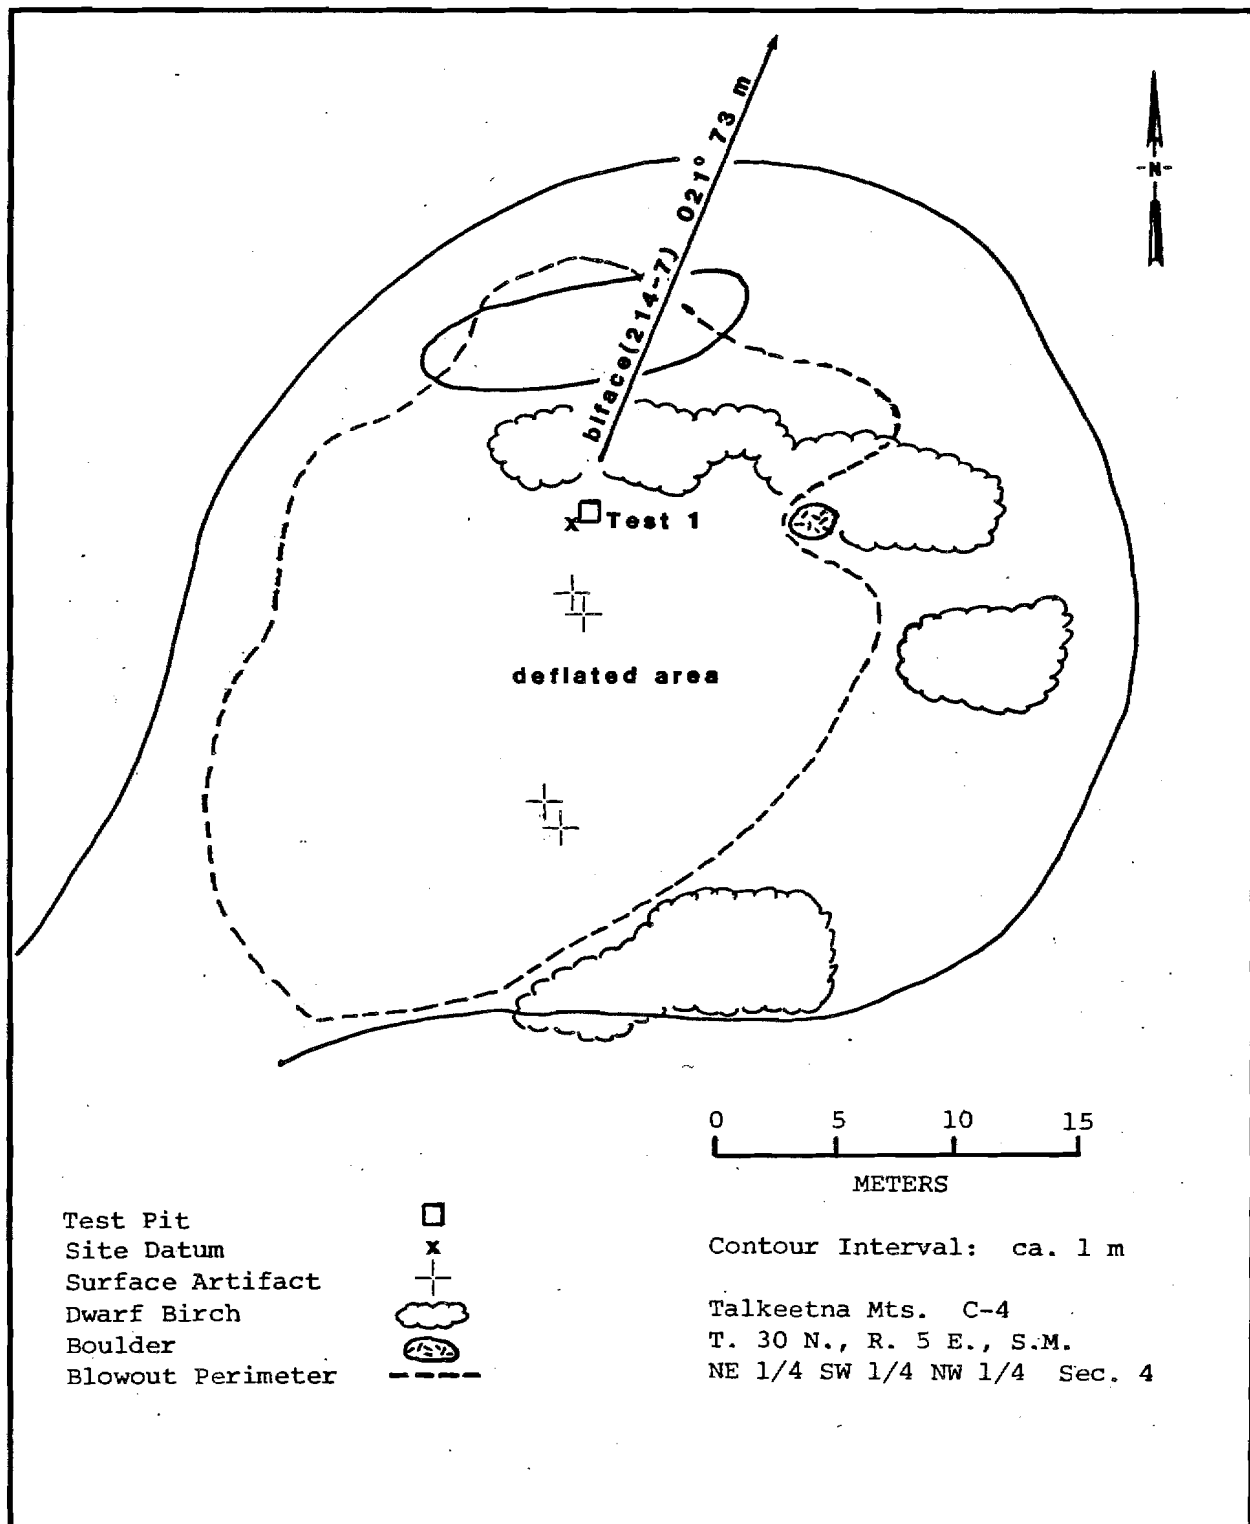 biface(214-7) 021° 73 m
N
x Test 1
deflated area
0 5 10 15
METERS
Test Pit
Site Datum x
Surface Artifact
Dwarf Birch
Boulder
Blowout Perimeter
Contour Interval: ca. 1 m
Talkeetna Mts. C-4
T. 30 N., R. 5 E., S.M.
NE 1/4 SW 1/4 NW 1/4 Sec. 4